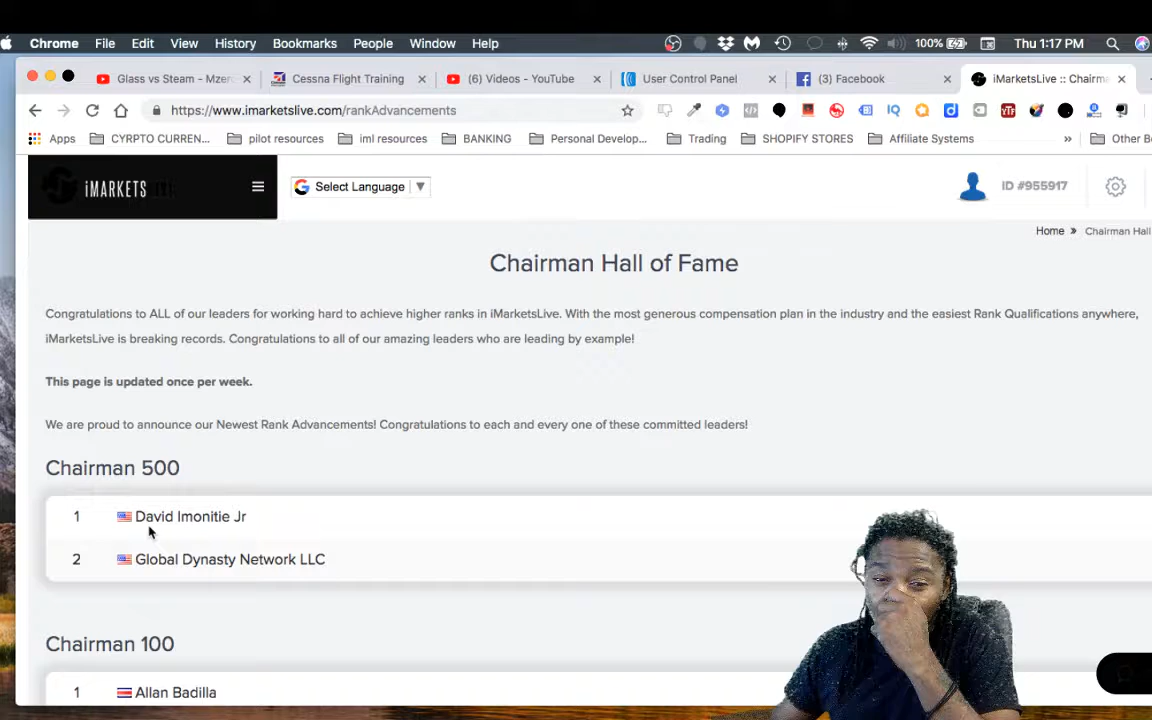 Chrome File Edit View History Bookmarks People Window Help 100% Thu 1:17 PM
Glass vs Steam - Mzer Cessna Flight Training (6) Videos - YouTube User Control Panel (3) Facebook iMarketsLive :: Chairma
https://www.imarketslive.com/rankAdvancements
Apps CYRPTO CURREN... pilot resources iml resources BANKING Personal Develop... Trading SHOPIFY STORES Affiliate Systems » Other Bo
iMARKETS Select Language ▼ ID #955917
Home » Chairman Hall
Chairman Hall of Fame
Congratulations to ALL of our leaders for working hard to achieve higher ranks in iMarketsLive. With the most generous compensation plan in the industry and the easiest Rank Qualifications anywhere,
iMarketsLive is breaking records. Congratulations to all of our amazing leaders who are leading by example!
This page is updated once per week.
We are proud to announce our Newest Rank Advancements! Congratulations to each and every one of these committed leaders!
Chairman 500
1 David Imonitie Jr
2 Global Dynasty Network LLC
Chairman 100
1 Allan Badilla